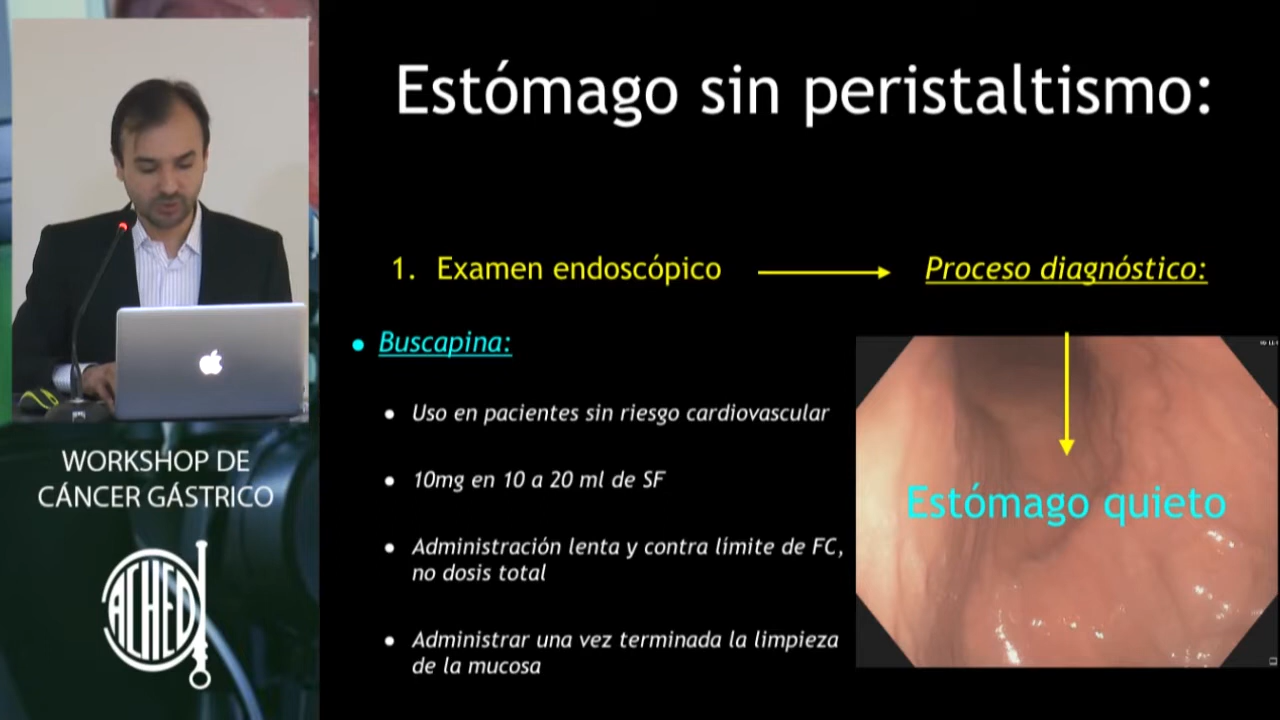 Estómago sin peristaltismo:
1. Examen endoscópico
Proceso diagnóstico:
Buscapina:
Uso en pacientes sin riesgo cardiovascular
10mg en 10 a 20 ml de SF
Administración lenta y contra límite de FC,
no dosis total
Administrar una vez terminada la limpieza
de la mucosa
Estómago quieto
WORKSHOP DE
CÁNCER GÁSTRICO
ACHED